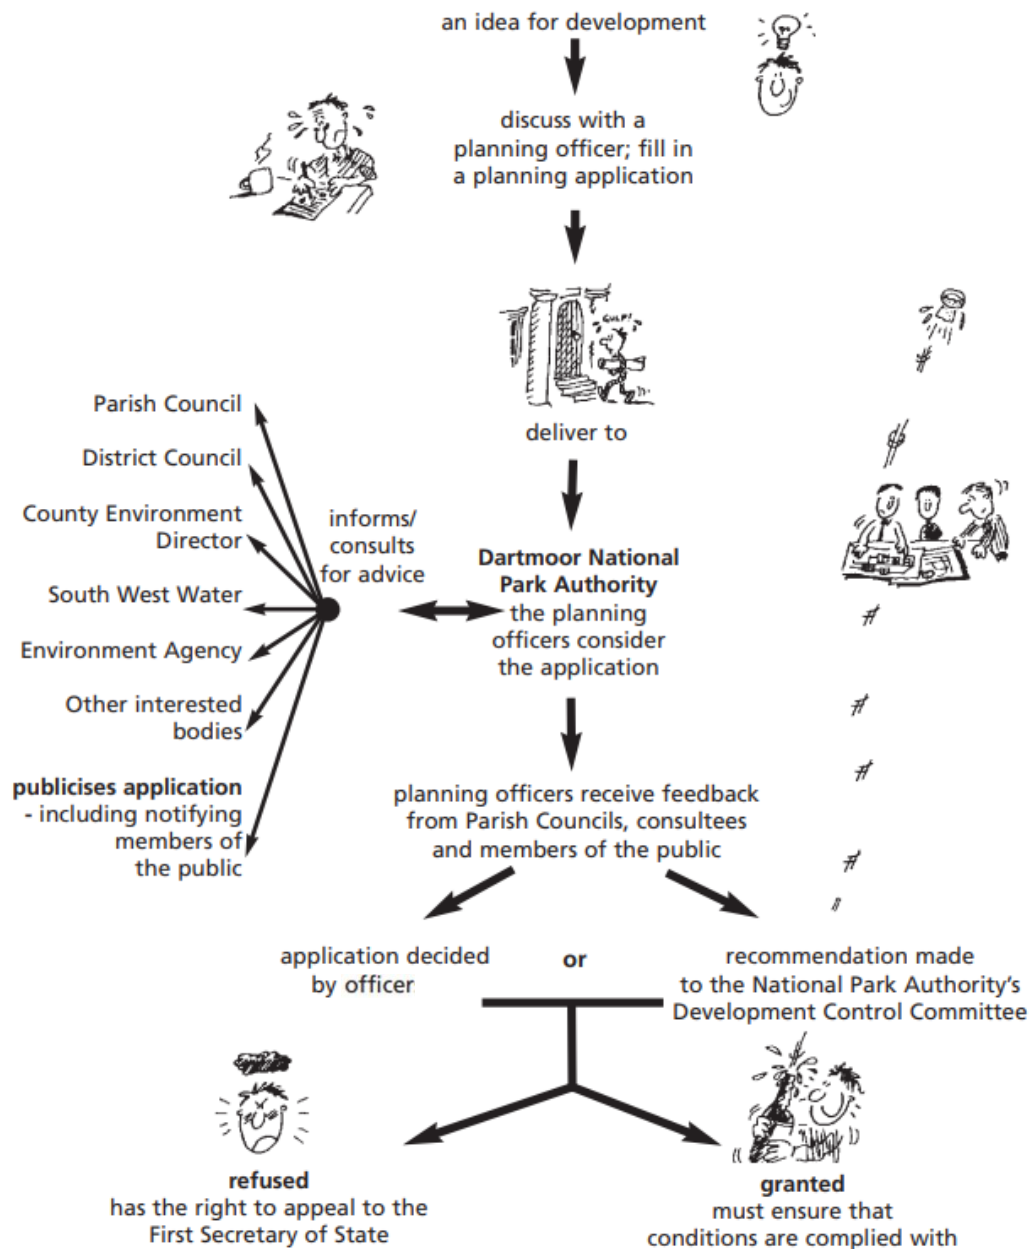 an idea for development
discuss with a
planning officer; fill in
a planning application
GULP!
deliver to
Parish Council
District Council
County Environment
Director
South West Water
Environment Agency
Other interested
bodies
publicises application
- including notifying
members of
the public
informs/
consults
for advice
Dartmoor National
Park Authority
the planning
officers consider
the application
planning officers receive feedback
from Parish Councils, consultees
and members of the public
application decided
by officer
or
recommendation made
to the National Park Authority’s
Development Control Committee
refused
has the right to appeal to the
First Secretary of State
granted
must ensure that
conditions are complied with